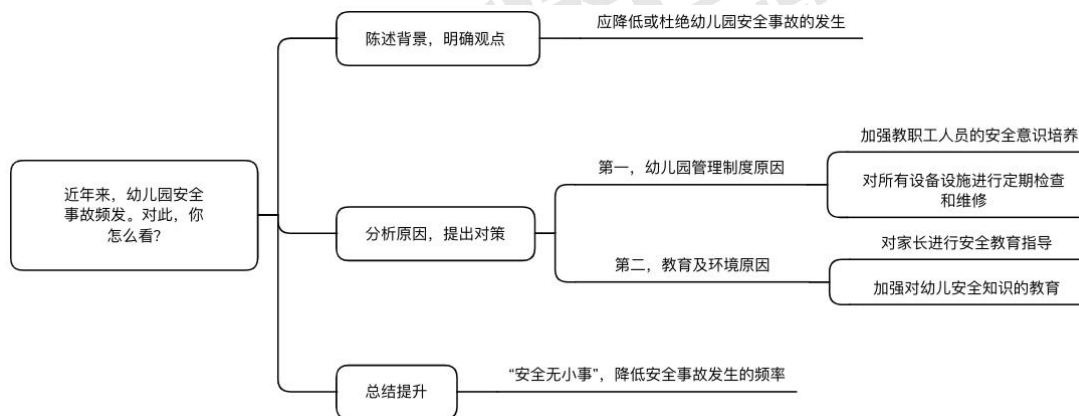 近年来，幼儿园安全
事故频发。对此，你
怎么看？
陈述背景，明确观点
应降低或杜绝幼儿园安全事故的发生
分析原因，提出对策
第一，幼儿园管理制度原因
加强教职工人员的安全意识培养
对所有设备设施进行定期检查
和维修
第二，教育及环境原因
对家长进行安全教育指导
加强对幼儿安全知识的教育
总结提升
“安全无小事”，降低安全事故发生的频率